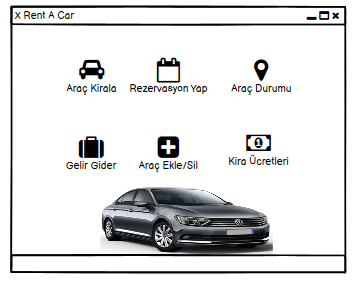 X Rent A Car
Araç Kirala Rezervasyon Yap Araç Durumu
Gelir Gider Araç Ekle/Sil Kira Ücretleri